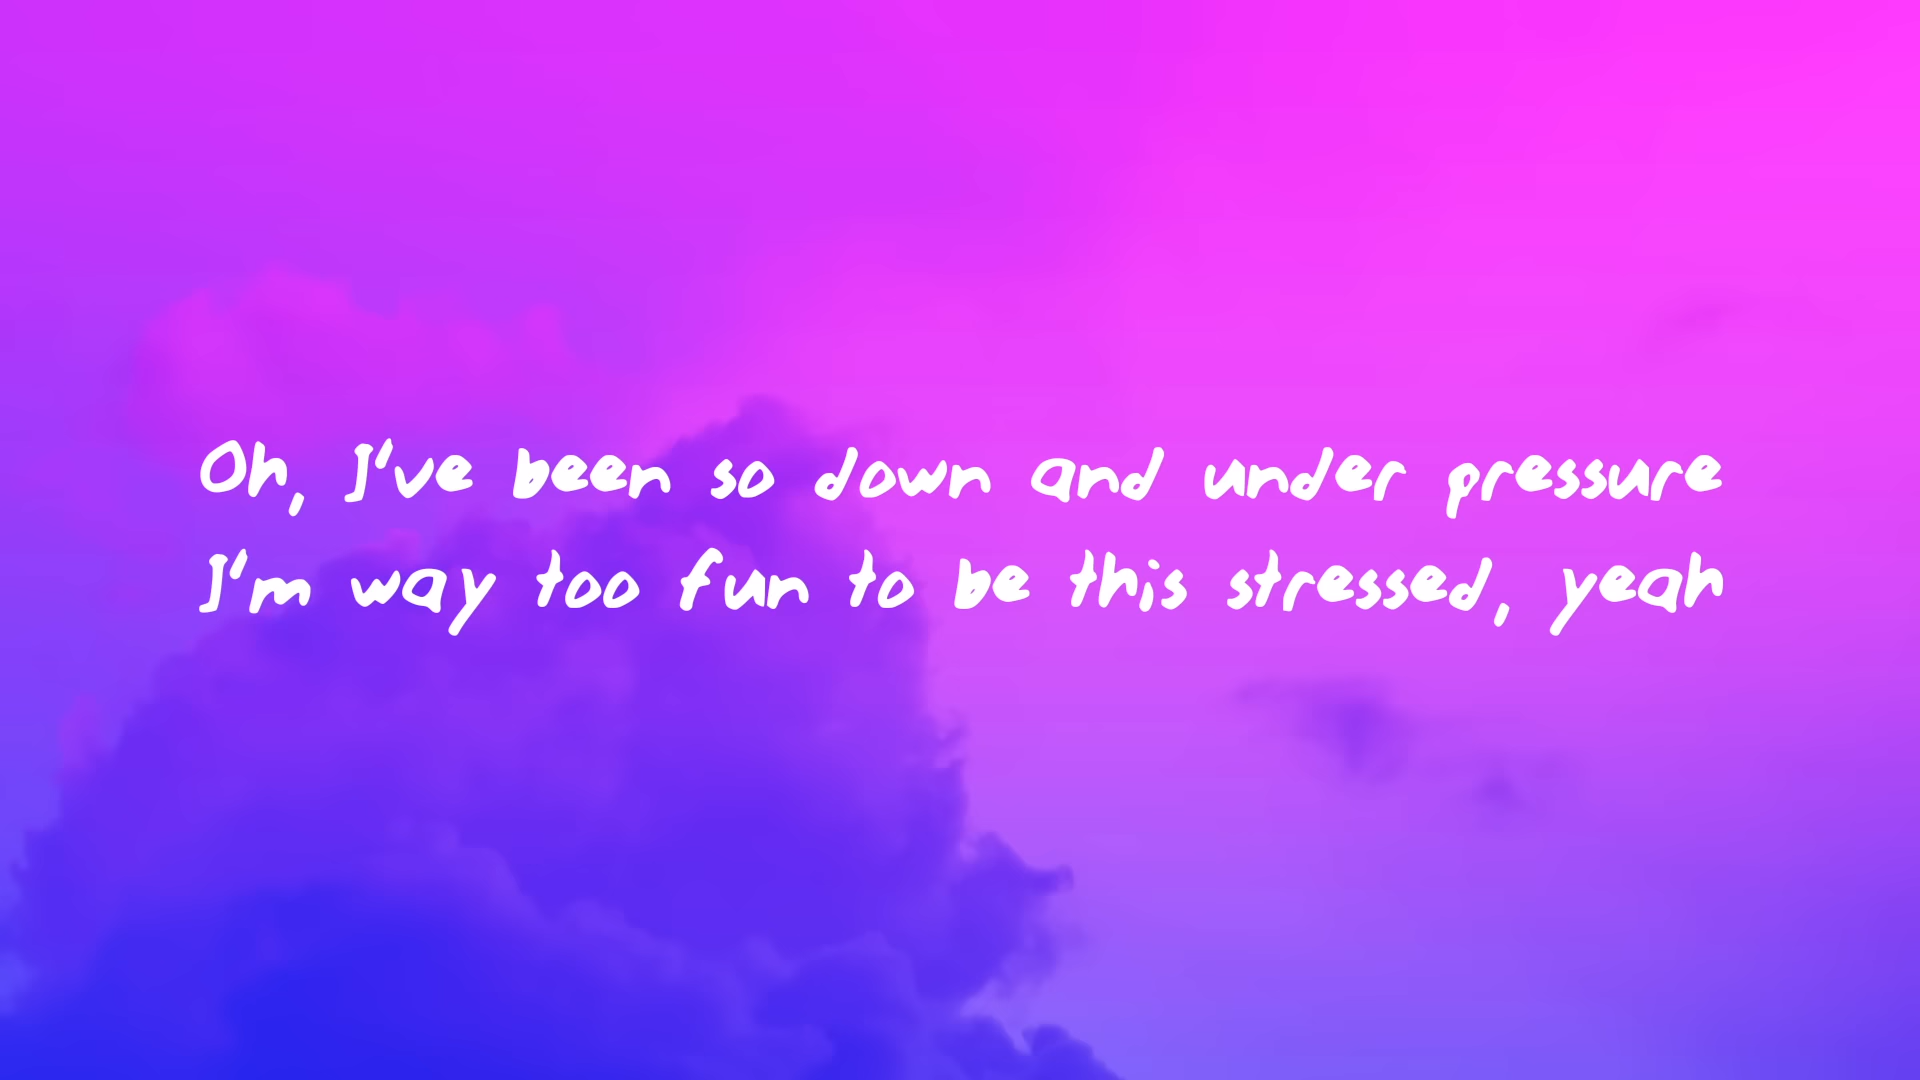 Oh, I've been so down and under pressure
I'm way too fun to be this stressed, yeah